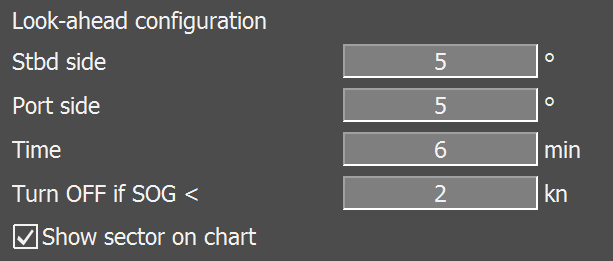 Look-ahead configuration
Stbd side 5 °
Port side 5 °
Time 6 min
Turn OFF if SOG < 2 kn
Show sector on chart